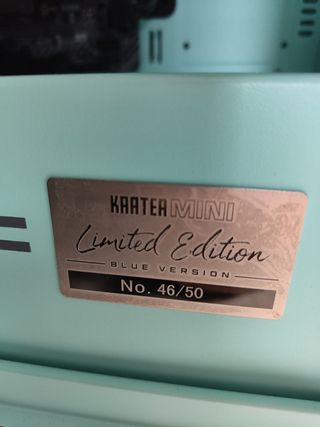 KRATER MINI
Limited Edition
BLUE VERSION
No. 46/50